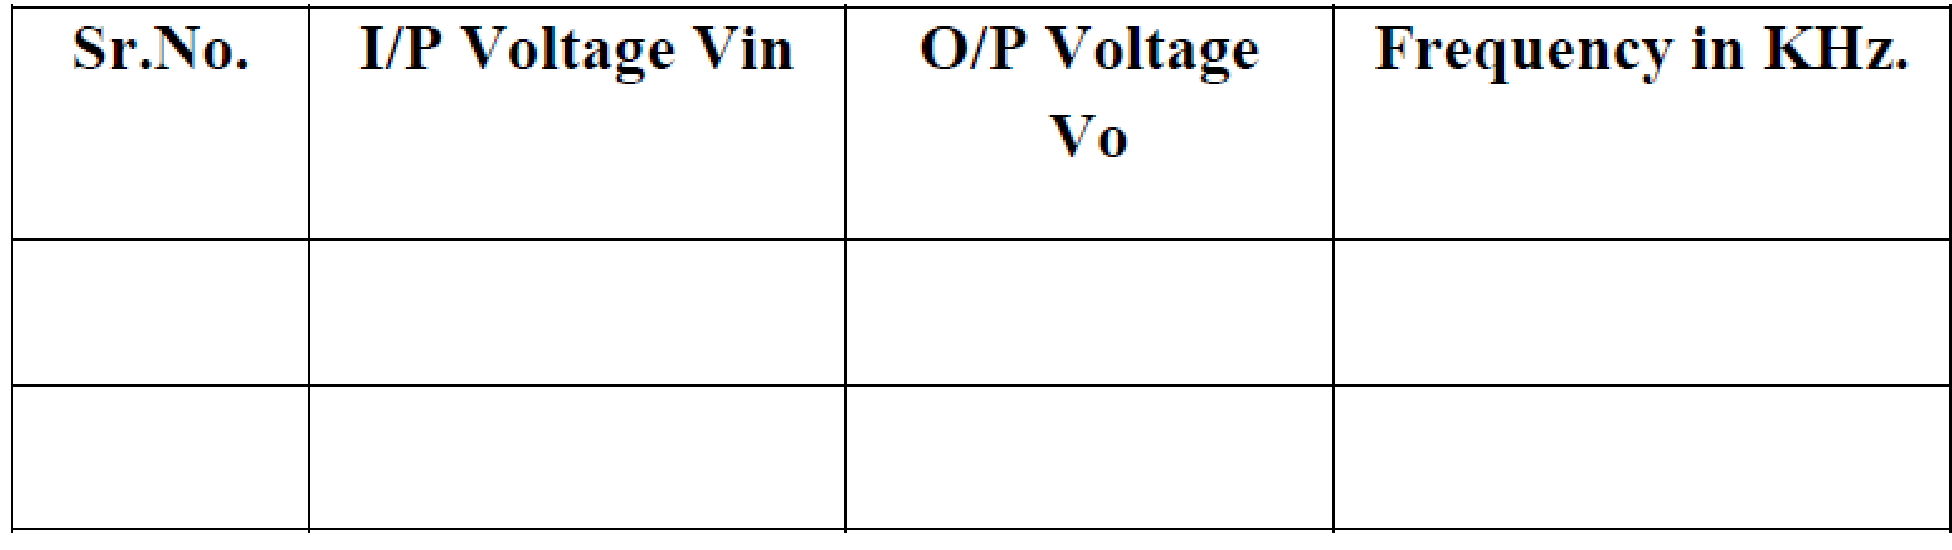 Sr.No. I/P Voltage Vin O/P Voltage Frequency in KHz.
Vo